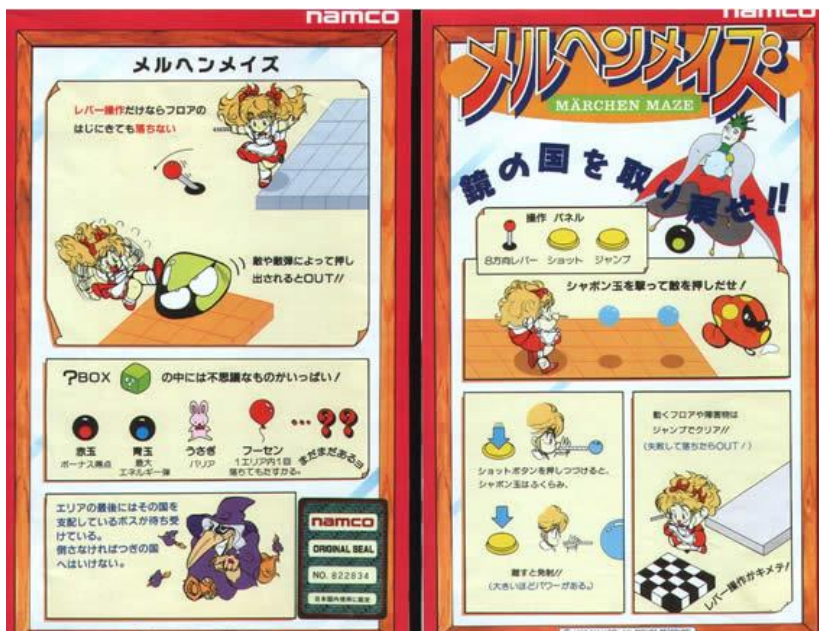 namco
メルヘンメイズ
レバー操作だけならフロアの
はじにきても落ちない
敵や敵弾によって押し
出されるとOUT!!
?BOX の中には不思議なものがいっぱい!
赤玉
ボーナス得点
青玉
最大
エネルギー弾
うさぎ
バリア
フーセン
1エリア内1回
落ちてもたすかる。
…??
まだまだあるヨ
エリアの最後にはその国を
支配しているボスが待ち受
けている。
倒さなければつぎの国
へはいけない。
namco
ORIGINAL SEAL
NO. 822834
日本国内使用に限定
namco
メルヘンメイズ
MÄRCHEN MAZE
鏡の国を取り戻せ!!
操作 パネル
8方向レバー ショット ジャンプ
シャボン玉を撃って敵を押しだせ!
ショットボタンを押しつづけると、
シャボン玉はふくらみ、
離すと発射!!
(大きいほどパワーがある。)
動くフロアや障害物は
ジャンプでクリア!!
(失敗して落ちたらOUT!)
レバー操作がキメテ!